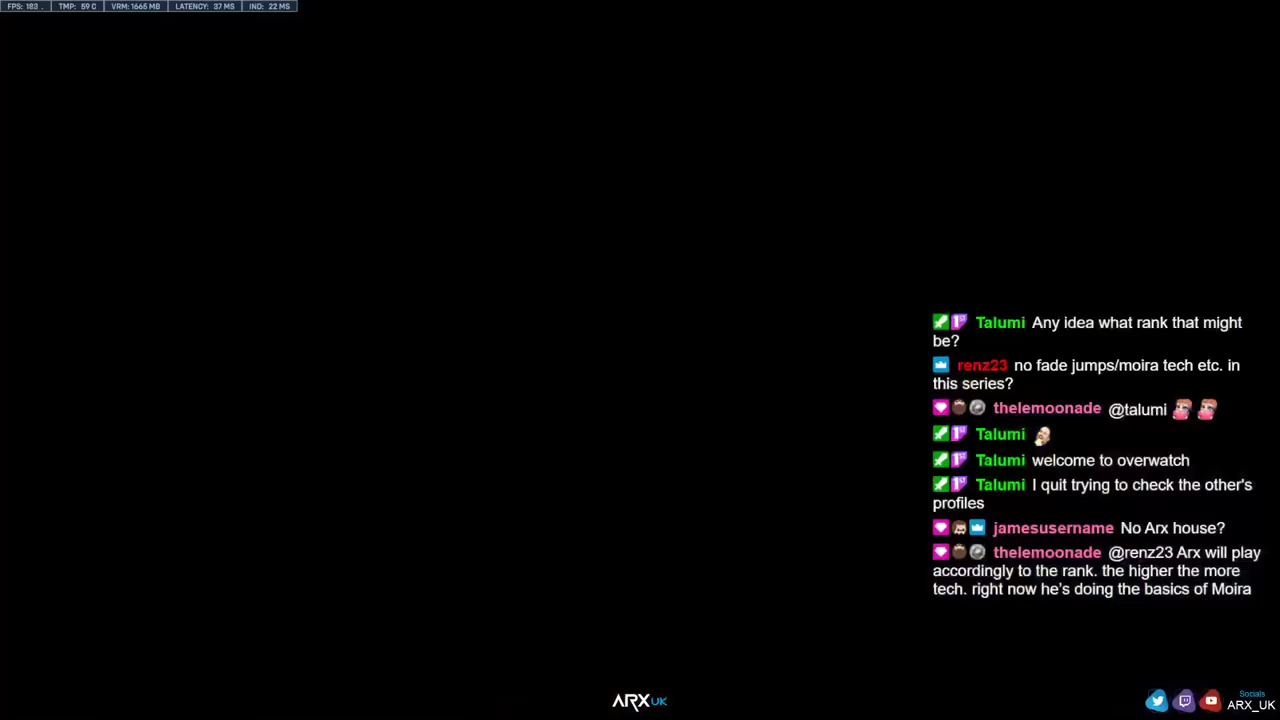 FPS: 183 . TMP: 59 C VRM: 1665 MB LATENCY: 37 MS IND: 22 MS
Talumi Any idea what rank that might
be?
renz23 no fade jumps/moira tech etc. in
this series?
thelemoonade @talumi
Talumi
Talumi welcome to overwatch
Talumi I quit trying to check the other's
profiles
jamesusername No Arx house?
thelemoonade @renz23 Arx will play
accordingly to the rank. the higher the more
tech. right now he's doing the basics of Moira
ARX UK
Socials
ARX_UK